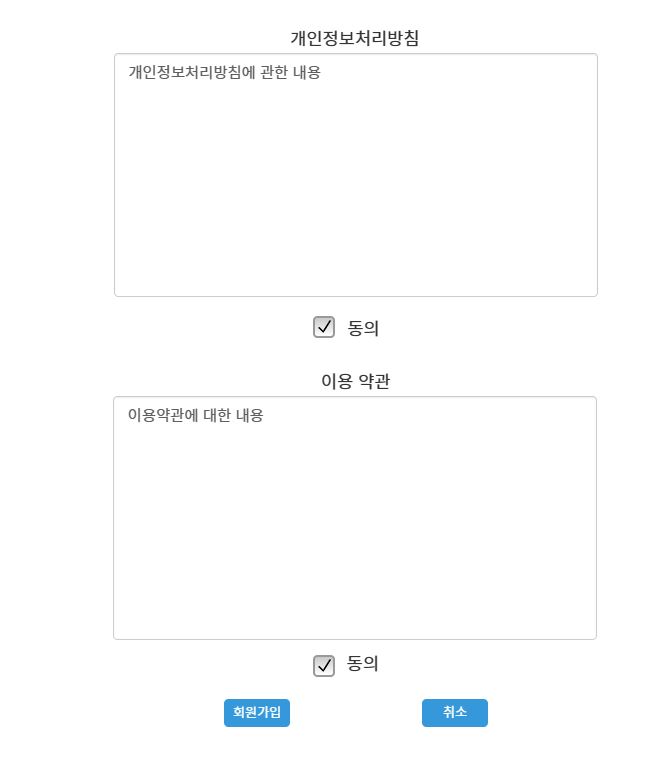 개인정보처리방침
개인정보처리방침에 관한 내용
동의
이용 약관
이용약관에 대한 내용
동의
회원가입 취소